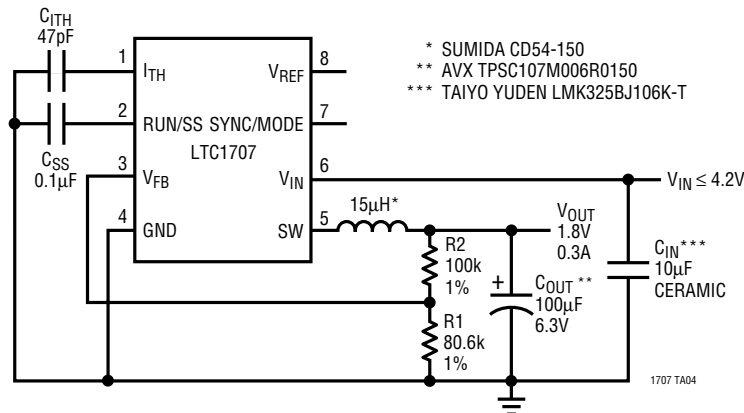 C_ITH
47pF
1
I_TH
V_REF
8
* SUMIDA CD54-150
** AVX TPSC107M006R0150
*** TAIYO YUDEN LMK325BJ106K-T
2
RUN/SS SYNC/MODE
7
C_SS
0.1µF
LTC1707
3
V_FB
V_IN
6
V_IN ≤ 4.2V
4
GND
SW
5
15µH*
V_OUT
1.8V
0.3A
R2
100k
1%
+
C_OUT **
100µF
6.3V
C_IN***
10µF
CERAMIC
R1
80.6k
1%
1707 TA04